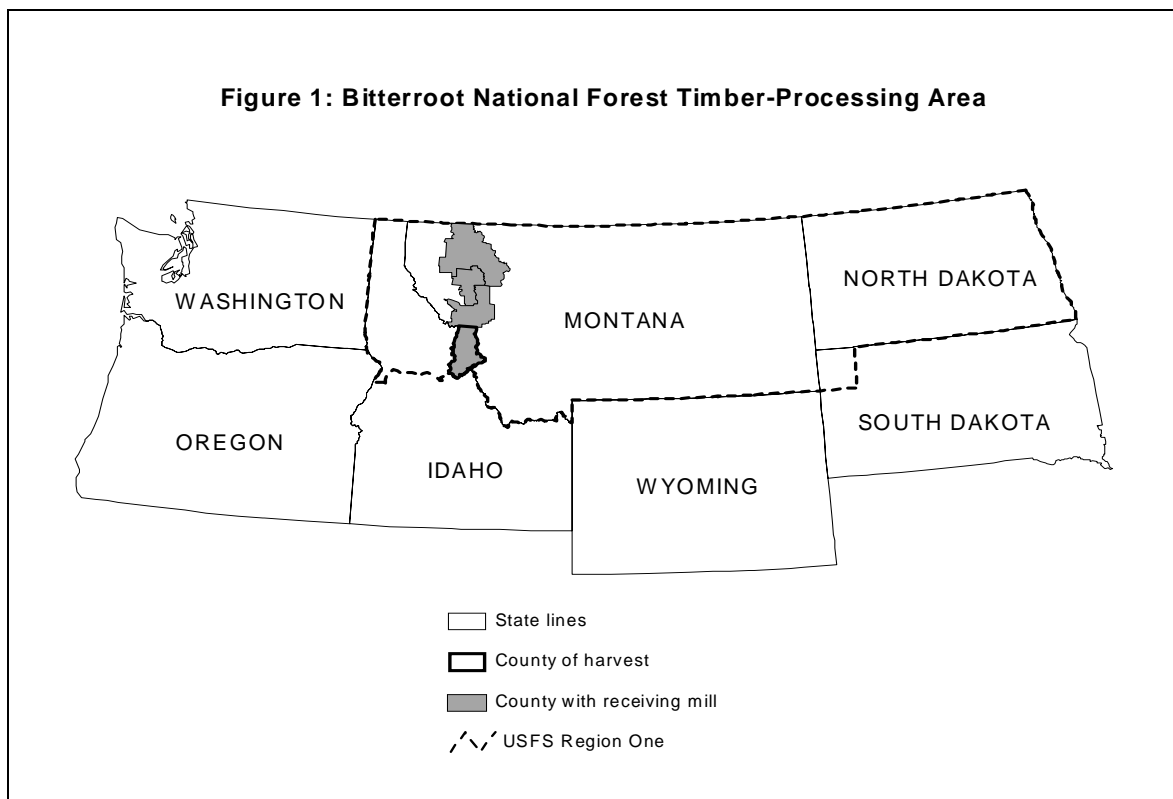 Figure 1: Bitterroot National Forest Timber-Processing Area
WASHINGTON
MONTANA
NORTH DAKOTA
OREGON
IDAHO
WYOMING
SOUTH DAKOTA
State lines
County of harvest
County with receiving mill
USFS Region One